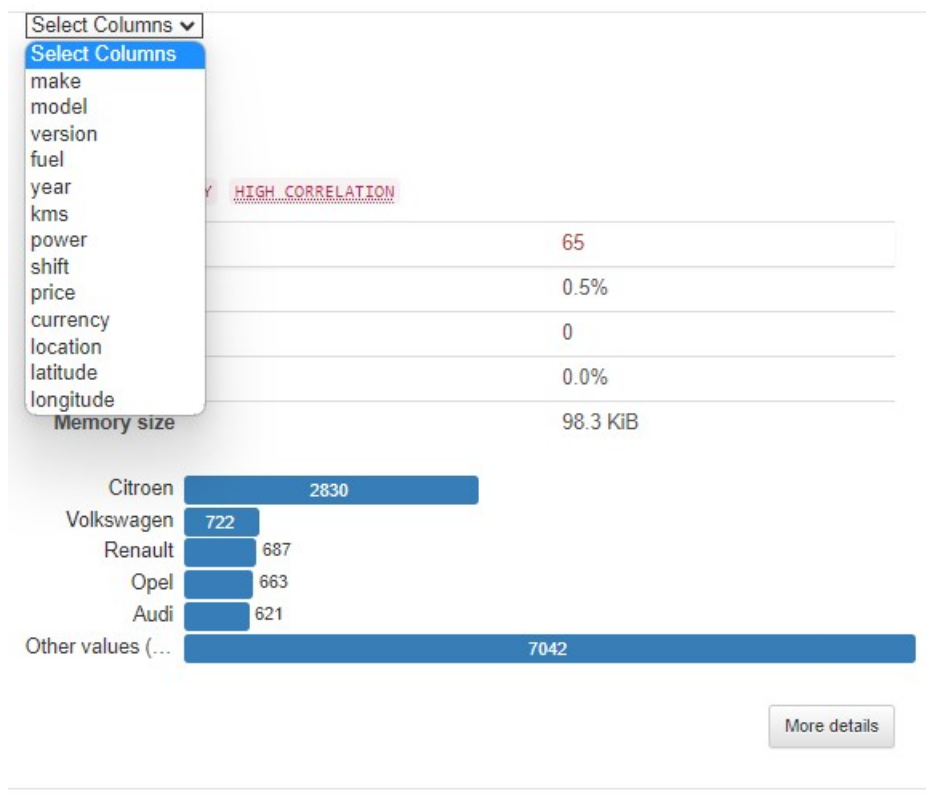 Select Columns
Select Columns
make
model
version
fuel
year
kms
power
shift
price
currency
location
latitude
longitude
Y HIGH CORRELATION
65
0.5%
0
0.0%
Memory size 98.3 KiB
Citroen 2830
Volkswagen 722
Renault 687
Opel 663
Audi 621
Other values (… 7042
More details